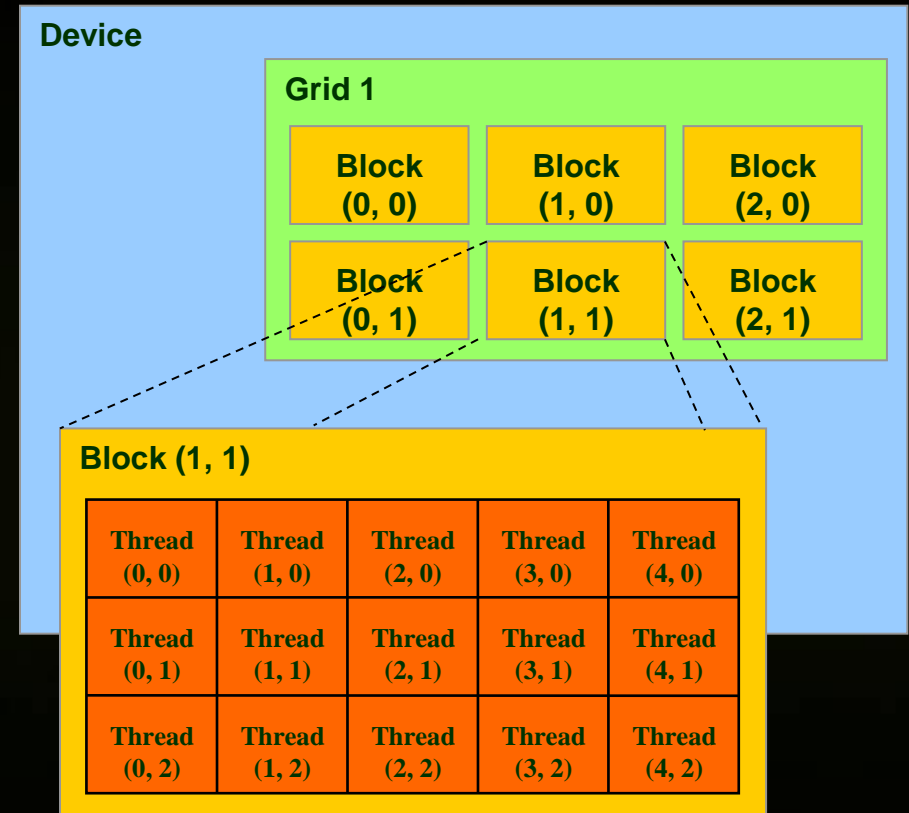 Device
Grid 1
Block Block Block
(0, 0) (1, 0) (2, 0)
Block Block Block
(0, 1) (1, 1) (2, 1)
Block (1, 1)
Thread Thread Thread Thread Thread
(0, 0) (1, 0) (2, 0) (3, 0) (4, 0)
Thread Thread Thread Thread Thread
(0, 1) (1, 1) (2, 1) (3, 1) (4, 1)
Thread Thread Thread Thread Thread
(0, 2) (1, 2) (2, 2) (3, 2) (4, 2)